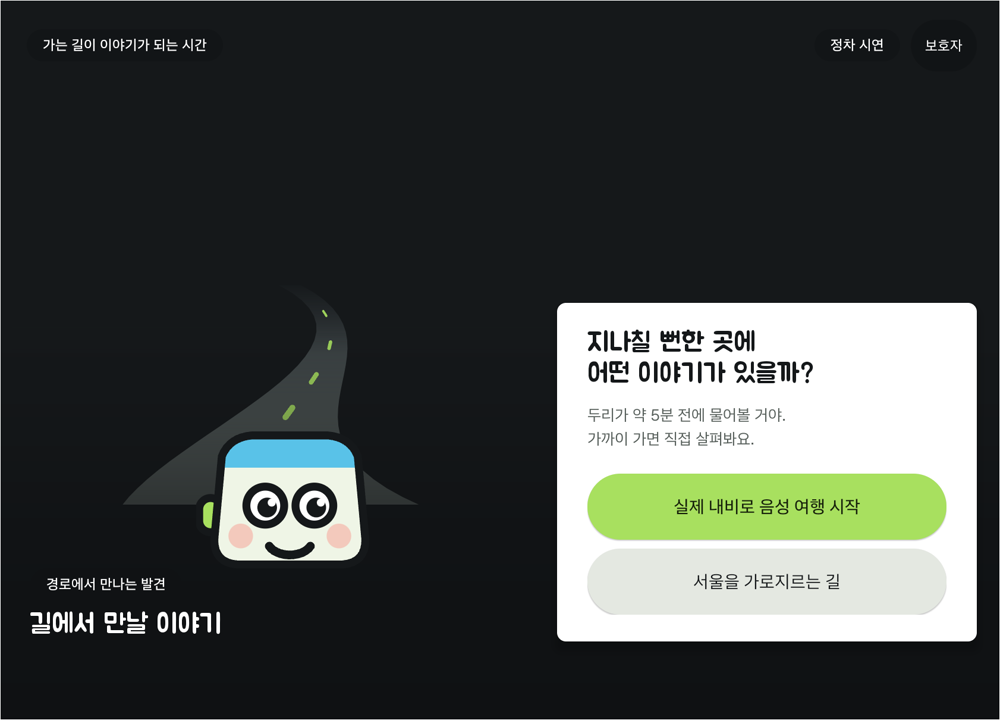 가는 길이 이야기가 되는 시간
정차 시연
보호자
지나칠 뻔한 곳에
어떤 이야기가 있을까?
두리가 약 5분 전에 물어볼 거야.
가까이 가면 직접 살펴봐요.
실제 내비로 음성 여행 시작
서울을 가로지르는 길
경로에서 만나는 발견
길에서 만날 이야기